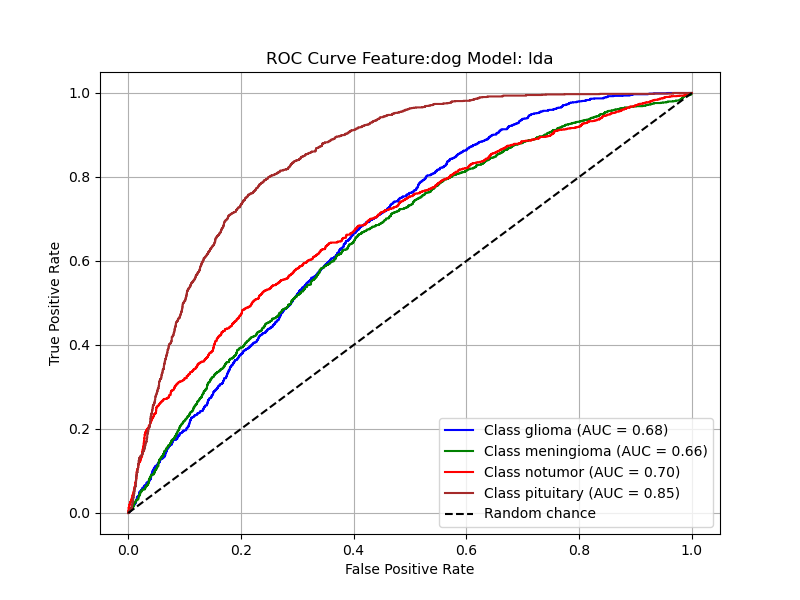 ROC Curve Feature:dog Model: lda
True Positive Rate
1.0
0.8
0.6
0.4
0.2
0.0
Class glioma (AUC = 0.68)
Class meningioma (AUC = 0.66)
Class notumor (AUC = 0.70)
Class pituitary (AUC = 0.85)
Random chance
0.0 0.2 0.4 0.6 0.8 1.0
False Positive Rate